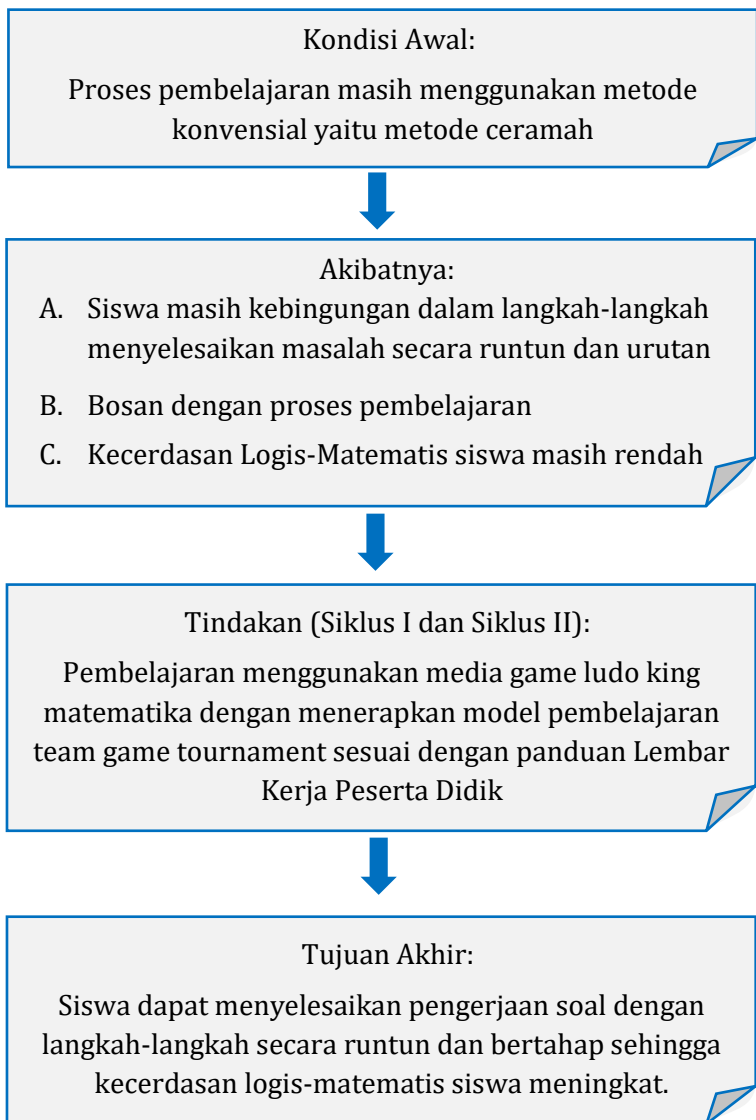 Kondisi Awal:
Proses pembelajaran masih menggunakan metode
konvensial yaitu metode ceramah
Akibatnya:
A. Siswa masih kebingungan dalam langkah-langkah
menyelesaikan masalah secara runtun dan urutan
B. Bosan dengan proses pembelajaran
C. Kecerdasan Logis-Matematis siswa masih rendah
Tindakan (Siklus I dan Siklus II):
Pembelajaran menggunakan media game ludo king
matematika dengan menerapkan model pembelajaran
team game tournament sesuai dengan panduan Lembar
Kerja Peserta Didik
Tujuan Akhir:
Siswa dapat menyelesaikan pengerjaan soal dengan
langkah-langkah secara runtun dan bertahap sehingga
kecerdasan logis-matematis siswa meningkat.